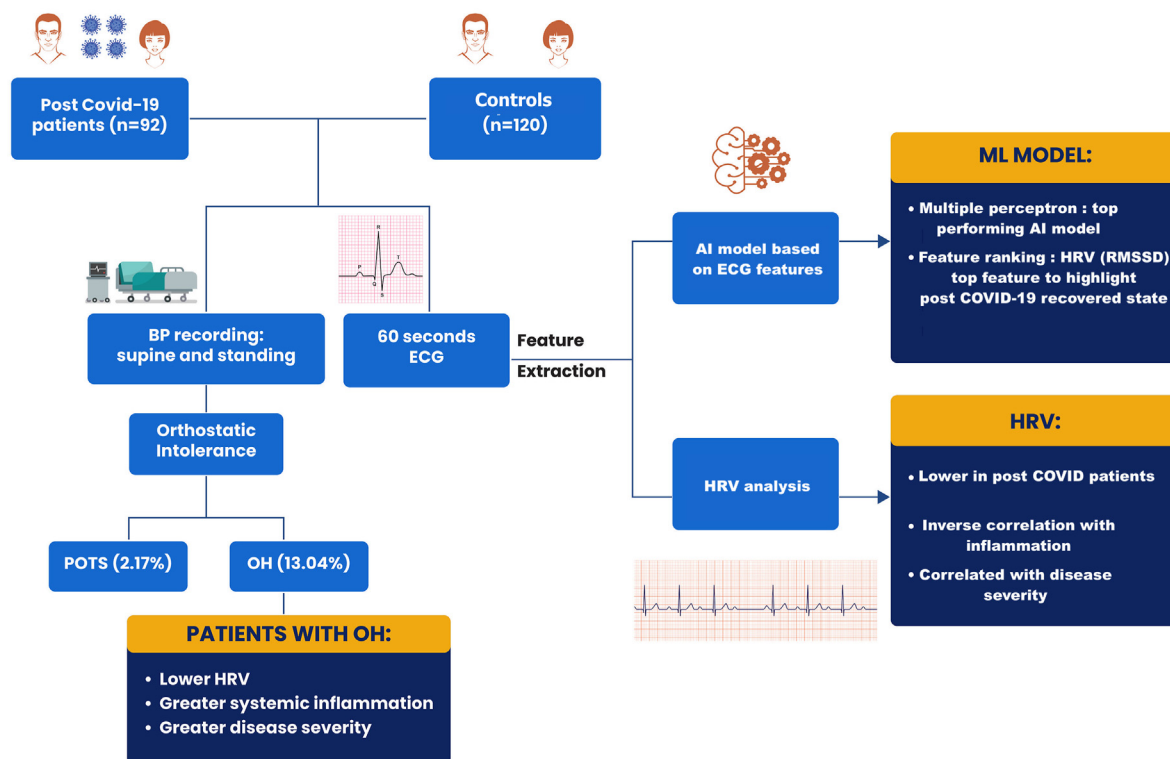 Post Covid-19
patients (n=92)
Controls
(n=120)
R
P
T
Q
S
BP recording:
supine and standing
60 seconds
ECG
Feature
Extraction
Orthostatic
Intolerance
POTS (2.17%)
OH (13.04%)
PATIENTS WITH OH:
• Lower HRV
• Greater systemic inflammation
• Greater disease severity
AI model based
on ECG features
ML MODEL:
• Multiple perceptron : top
performing AI model
• Feature ranking : HRV (RMSSD)
top feature to highlight
post COVID-19 recovered state
HRV analysis
HRV:
• Lower in post COVID patients
• Inverse correlation with
inflammation
• Correlated with disease
severity